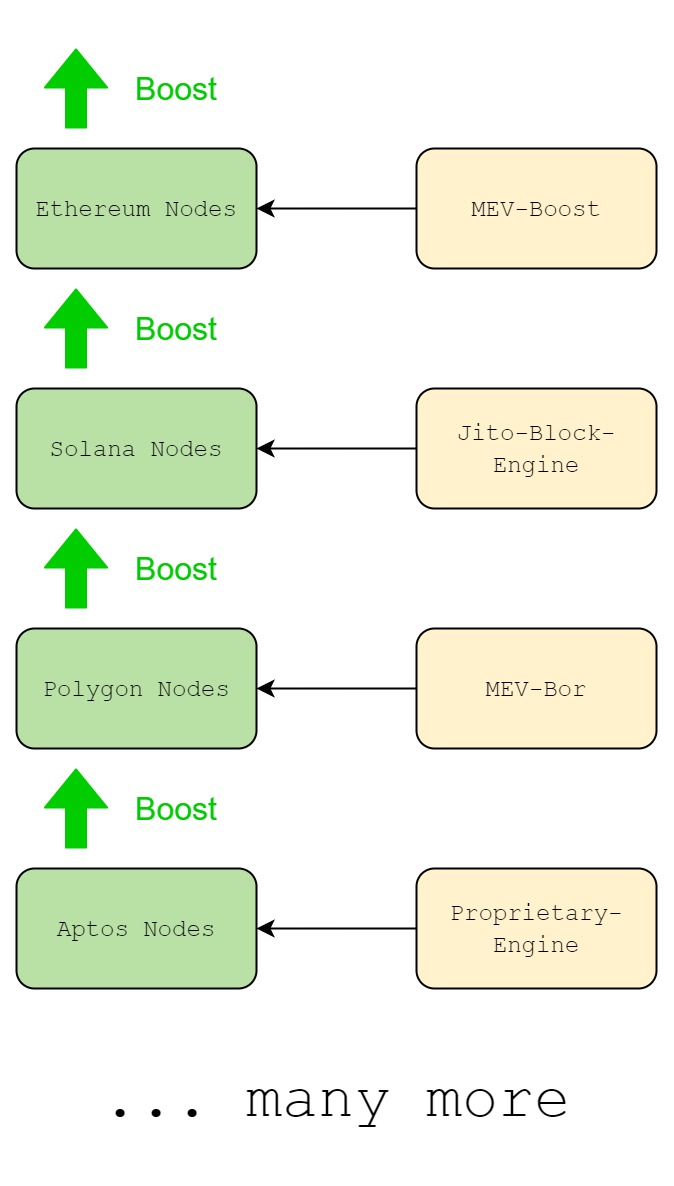 Boost
Ethereum Nodes
MEV-Boost
Boost
Solana Nodes
Jito-Block-
Engine
Boost
Polygon Nodes
MEV-Bor
Boost
Aptos Nodes
Proprietary-
Engine
... many more